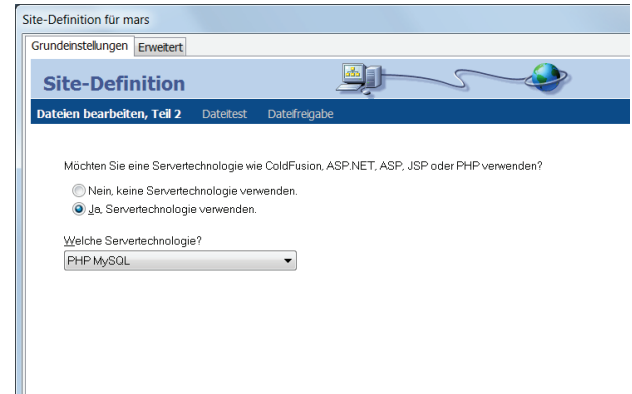 Site-Definition für mars
Grundeinstellungen Erweitert
Site-Definition
Dateien bearbeiten, Teil 2 Dateitest Dateifreigabe
Möchten Sie eine Servertechnologie wie ColdFusion, ASP.NET, ASP, JSP oder PHP verwenden?
Nein, keine Servertechnologie verwenden.
Ja, Servertechnologie verwenden.
Welche Servertechnologie?
PHP MySQL